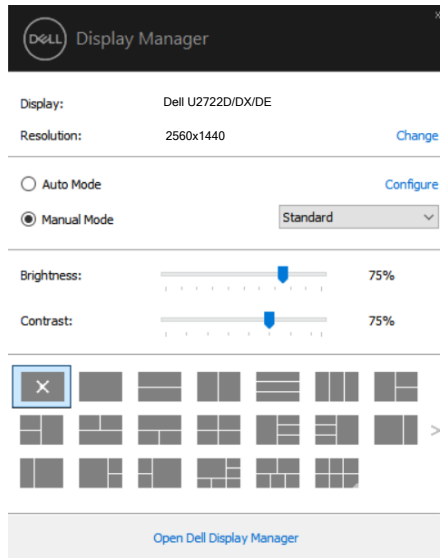 DELL Display Manager
Display: Dell U2722D/DX/DE
Resolution: 2560x1440 Change
Auto Mode Configure
Manual Mode Standard
Brightness: 75%
Contrast: 75%
Open Dell Display Manager